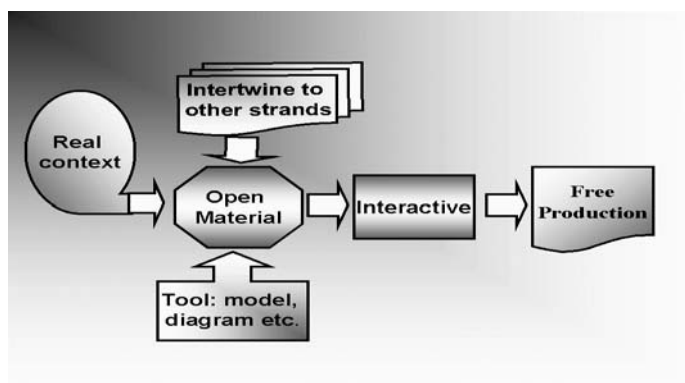 Intertwine to
other strands
Real
context
Open
Material
Interactive
Free
Production
Tool: model,
diagram etc.